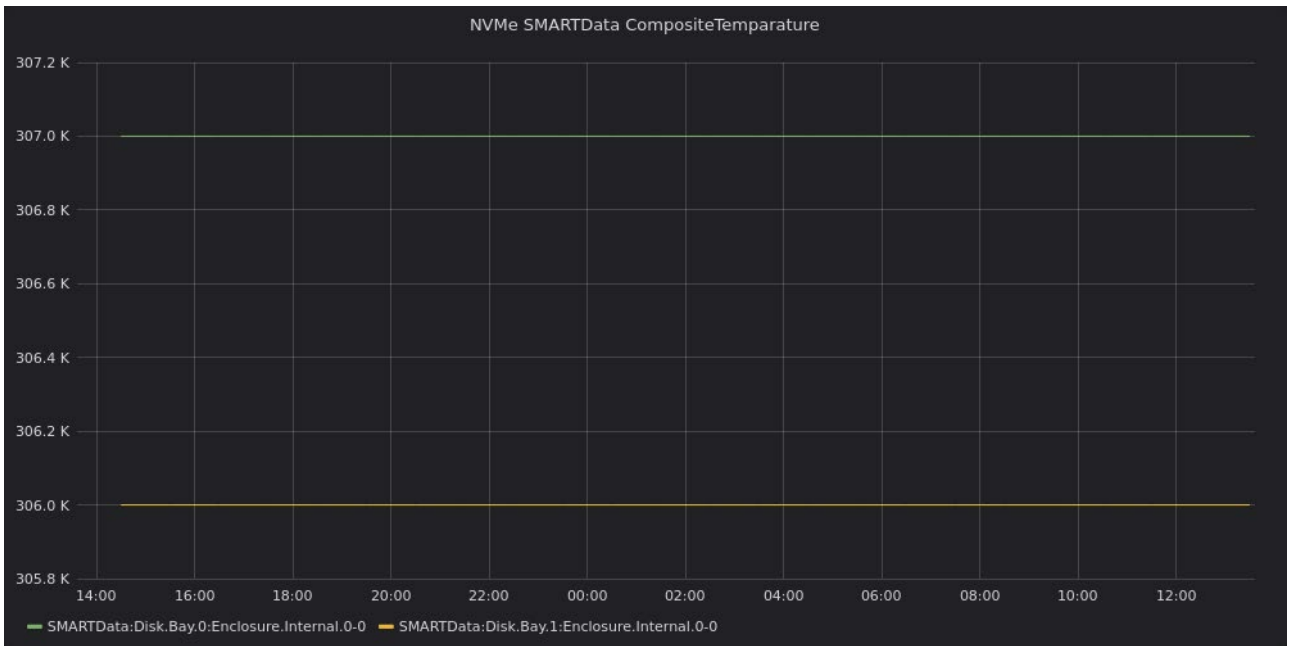 NVMe SMARTData CompositeTemparature
307.2 K
307.0 K
306.8 K
306.6 K
306.4 K
306.2 K
306.0 K
305.8 K
14:00 16:00 18:00 20:00 22:00 00:00 02:00 04:00 06:00 08:00 10:00 12:00
SMARTData:Disk.Bay.0:Enclosure.Internal.0-0 SMARTData:Disk.Bay.1:Enclosure.Internal.0-0